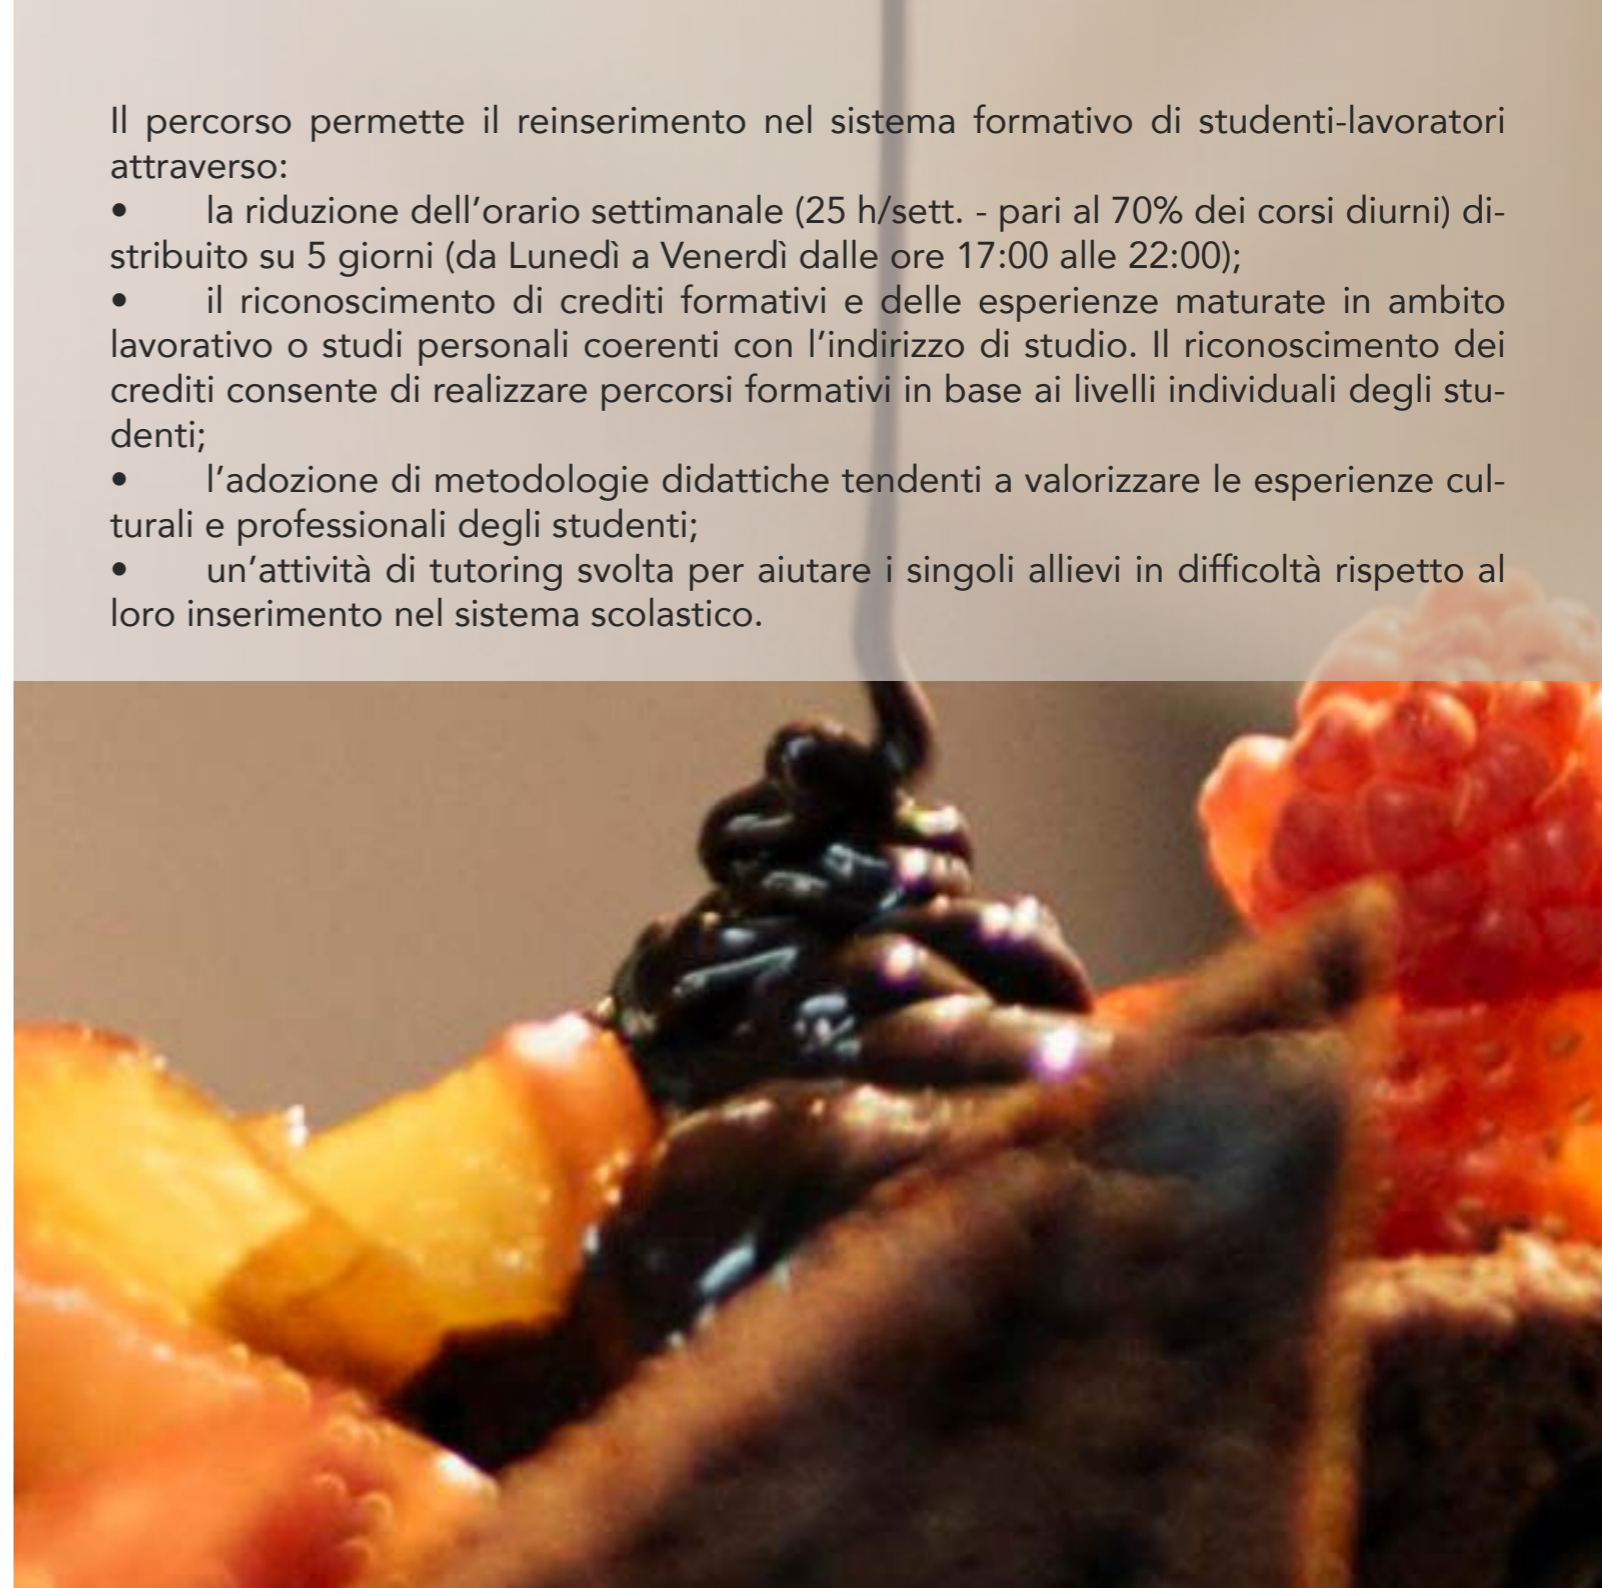 Il percorso permette il reinserimento nel sistema formativo di studenti-lavoratori
attraverso:
• la riduzione dell’orario settimanale (25 h/sett. - pari al 70% dei corsi diurni) di-
stribuito su 5 giorni (da Lunedì a Venerdì dalle ore 17:00 alle 22:00);
• il riconoscimento di crediti formativi e delle esperienze maturate in ambito
lavorativo o studi personali coerenti con l’indirizzo di studio. Il riconoscimento dei
crediti consente di realizzare percorsi formativi in base ai livelli individuali degli stu-
denti;
• l’adozione di metodologie didattiche tendenti a valorizzare le esperienze cul-
turali e professionali degli studenti;
• un’attività di tutoring svolta per aiutare i singoli allievi in difficoltà rispetto al
loro inserimento nel sistema scolastico.